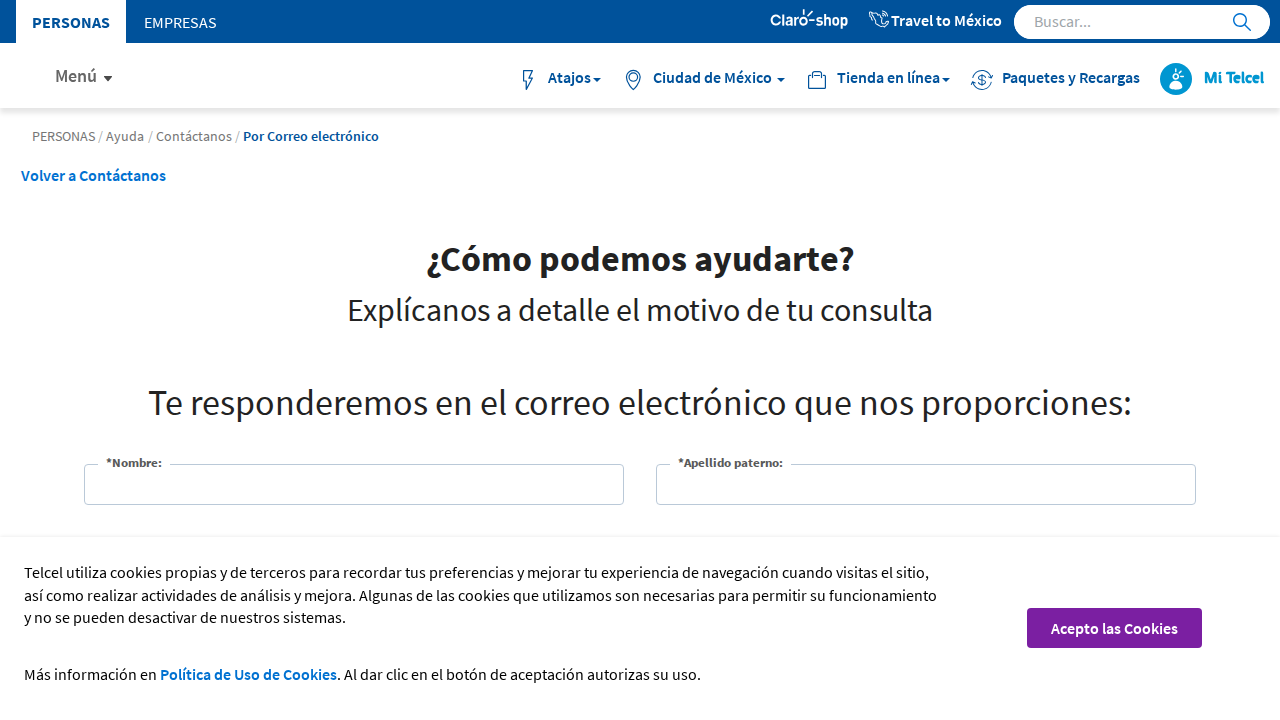 PERSONAS
EMPRESAS
Claro-shop
Travel to México
Buscar...
Menú
Atajos
Ciudad de México
Tienda en línea
Paquetes y Recargas
Mi Telcel
PERSONAS / Ayuda / Contáctanos / Por Correo electrónico
Volver a Contáctanos
¿Cómo podemos ayudarte?
Explícanos a detalle el motivo de tu consulta
Te responderemos en el correo electrónico que nos proporciones:
*Nombre:
*Apellido paterno:
Telcel utiliza cookies propias y de terceros para recordar tus preferencias y mejorar tu experiencia de navegación cuando visitas el sitio,
así como realizar actividades de análisis y mejora. Algunas de las cookies que utilizamos son necesarias para permitir su funcionamiento
y no se pueden desactivar de nuestros sistemas.
Acepto las Cookies
Más información en Política de Uso de Cookies. Al dar clic en el botón de aceptación autorizas su uso.